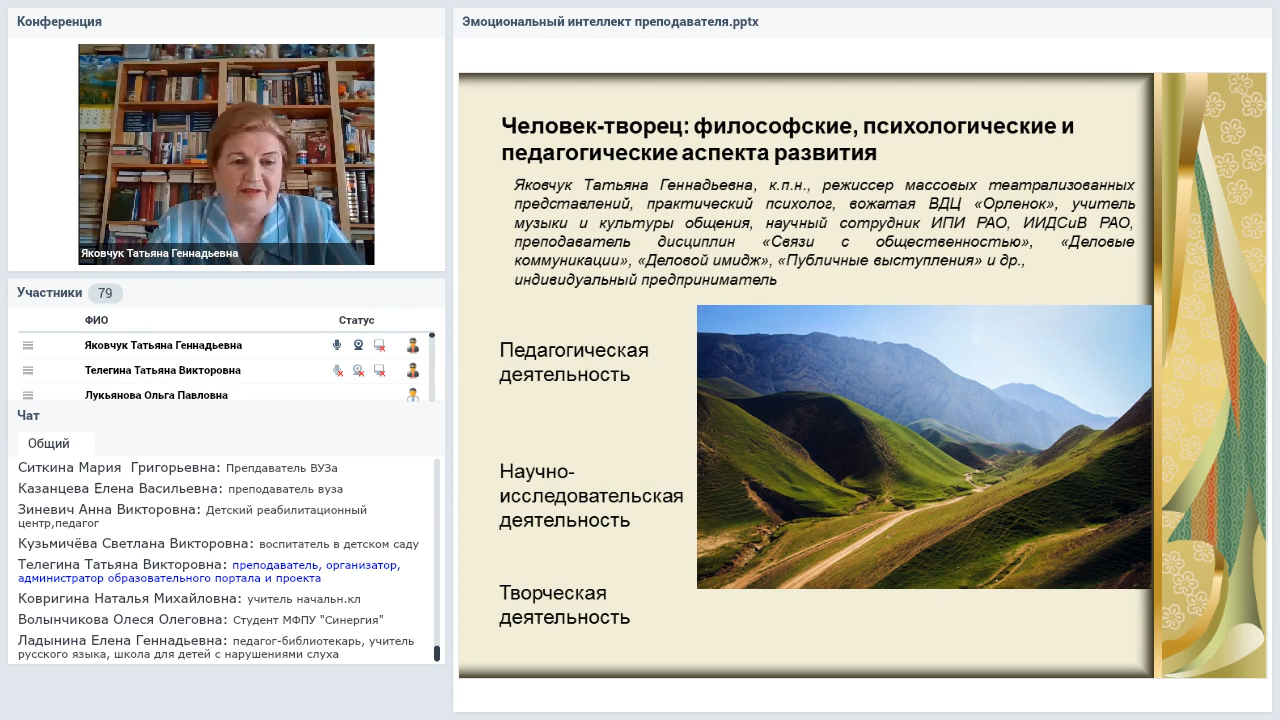 Конференция
Яковчук Татьяна Геннадьевна
Участники 79
ФИО Статус
Яковчук Татьяна Геннадьевна
Телегина Татьяна Викторовна
Лукьянова Ольга Павловна
Чат
Общий
Ситкина Мария Григорьевна: Препдаватель ВУЗа
Казанцева Елена Васильевна: преподаватель вуза
Зиневич Анна Викторовна: Детский реабилитационный
центр,педагог
Кузьмичёва Светлана Викторовна: воспитатель в детском саду
Телегина Татьяна Викторовна: преподаватель, организатор,
администратор образовательного портала и проекта
Ковригина Наталья Михайловна: учитель начальн.кл
Волынчикова Олеся Олеговна: Студент МФПУ "Синергия"
Ладынина Елена Геннадьевна: педагог-библиотекарь, учитель
русского языка, школа для детей с нарушениями слуха
Эмоциональный интеллект преподавателя.pptx
Человек-творец: философские, психологические и
педагогические аспекта развития
Яковчук Татьяна Геннадьевна, к.п.н., режиссер массовых театрализованных
представлений, практический психолог, вожатая ВДЦ «Орленок», учитель
музыки и культуры общения, научный сотрудник ИПИ РАО, ИИДСиВ РАО,
преподаватель дисциплин «Связи с общественностью», «Деловые
коммуникации», «Деловой имидж», «Публичные выступления» и др.,
индивидуальный предприниматель
Педагогическая
деятельность
Научно-
исследовательская
деятельность
Творческая
деятельность